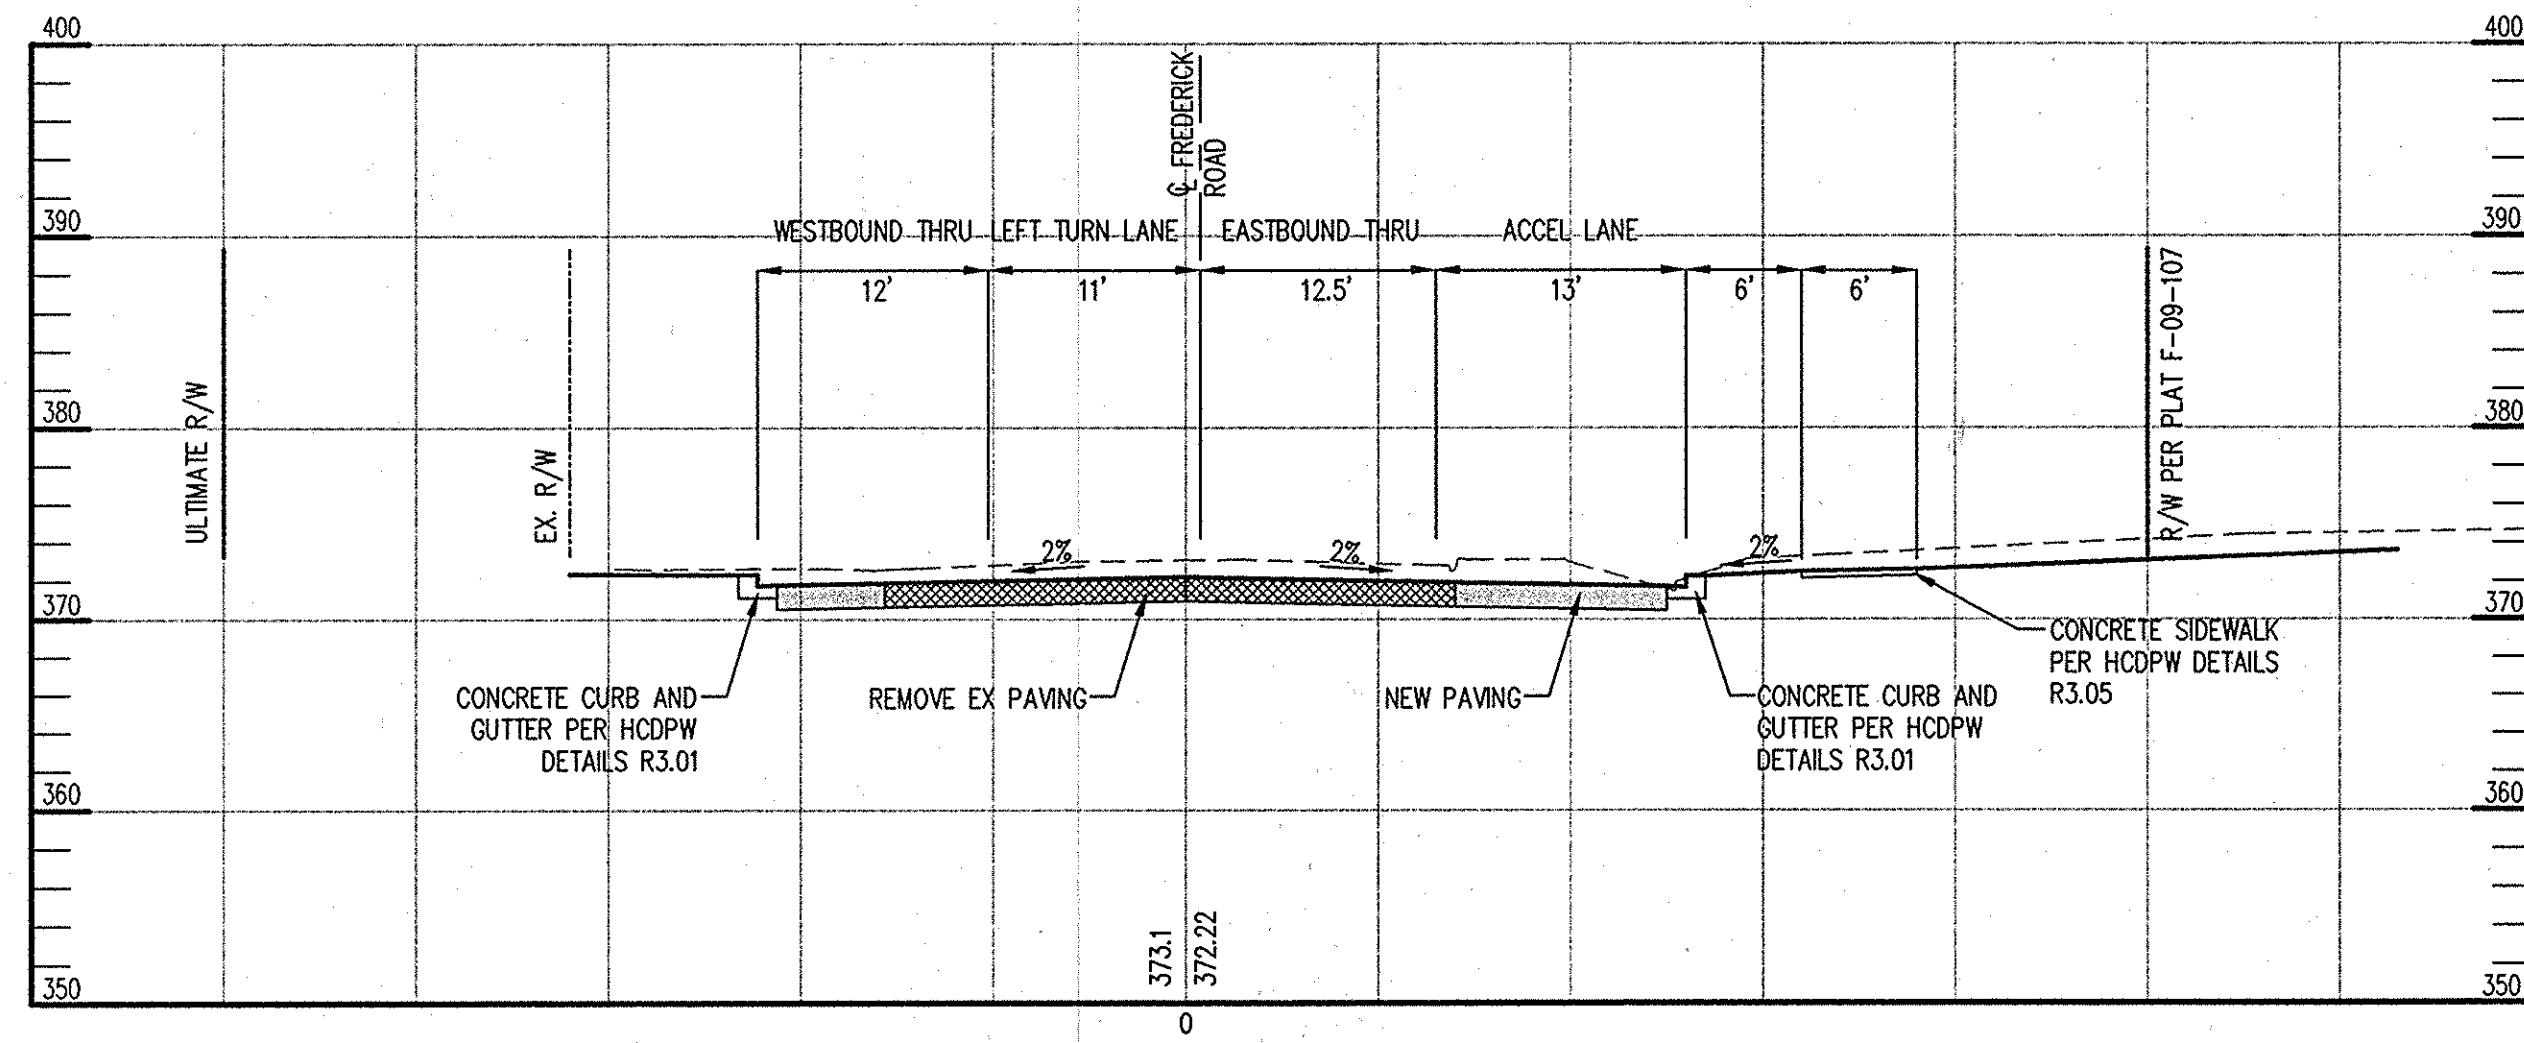 400
400
℄ FREDERICK
ROAD
390
390
WESTBOUND THRU LEFT TURN LANE EASTBOUND THRU ACCEL LANE
12' 11' 12.5' 13' 6' 6'
ULTIMATE R/W
EX. R/W
R/W PER PLAT F-09-107
380
380
2% 2% 2%
370
370
CONCRETE CURB AND
GUTTER PER HCDPW
DETAILS R3.01
REMOVE EX PAVING
NEW PAVING
CONCRETE CURB AND
GUTTER PER HCDPW
DETAILS R3.01
CONCRETE SIDEWALK
PER HCDPW DETAILS
R3.05
360
360
373.1
372.22
350
350
0